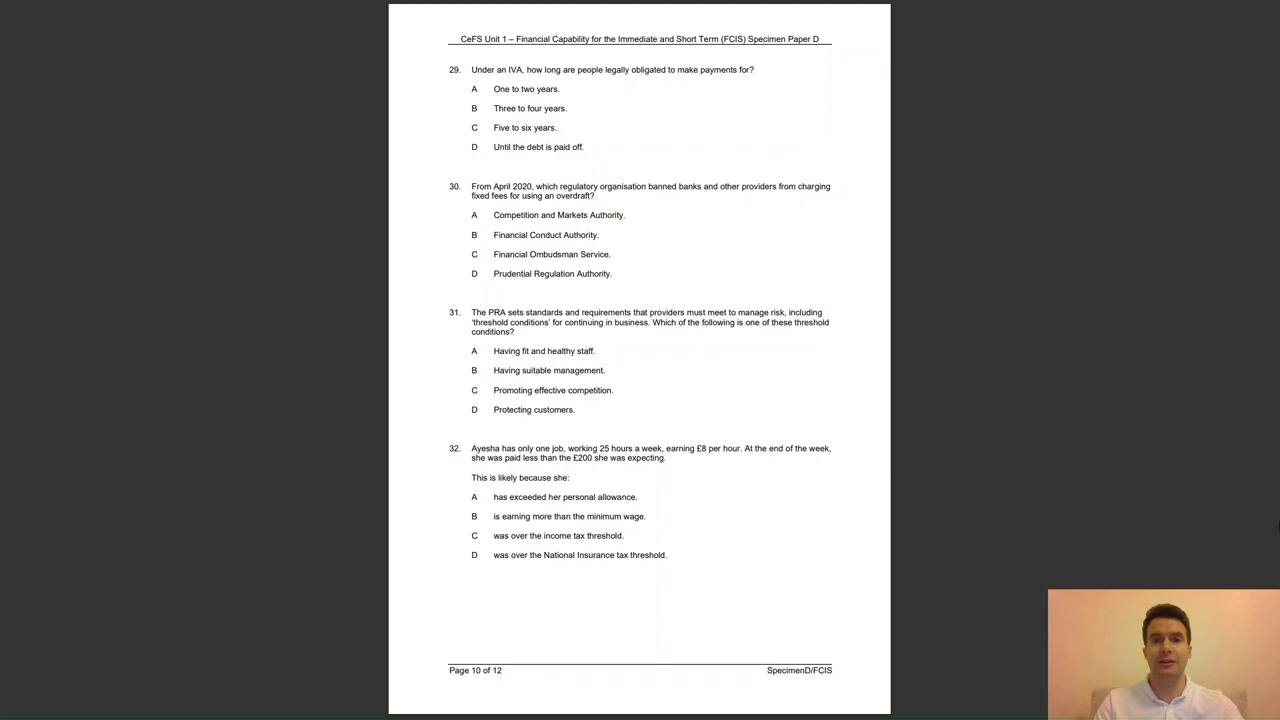 CeFS Unit 1 – Financial Capability for the Immediate and Short Term (FCIS) Specimen Paper D
29. Under an IVA, how long are people legally obligated to make payments for?
A One to two years.
B Three to four years.
C Five to six years.
D Until the debt is paid off.
30. From April 2020, which regulatory organisation banned banks and other providers from charging
fixed fees for using an overdraft?
A Competition and Markets Authority.
B Financial Conduct Authority.
C Financial Ombudsman Service.
D Prudential Regulation Authority.
31. The PRA sets standards and requirements that providers must meet to manage risk, including
‘threshold conditions’ for continuing in business. Which of the following is one of these threshold
conditions?
A Having fit and healthy staff.
B Having suitable management.
C Promoting effective competition.
D Protecting customers.
32. Ayesha has only one job, working 25 hours a week, earning £8 per hour. At the end of the week,
she was paid less than the £200 she was expecting.
This is likely because she:
A has exceeded her personal allowance.
B is earning more than the minimum wage.
C was over the income tax threshold.
D was over the National Insurance tax threshold.
Page 10 of 12 SpecimenD/FCIS